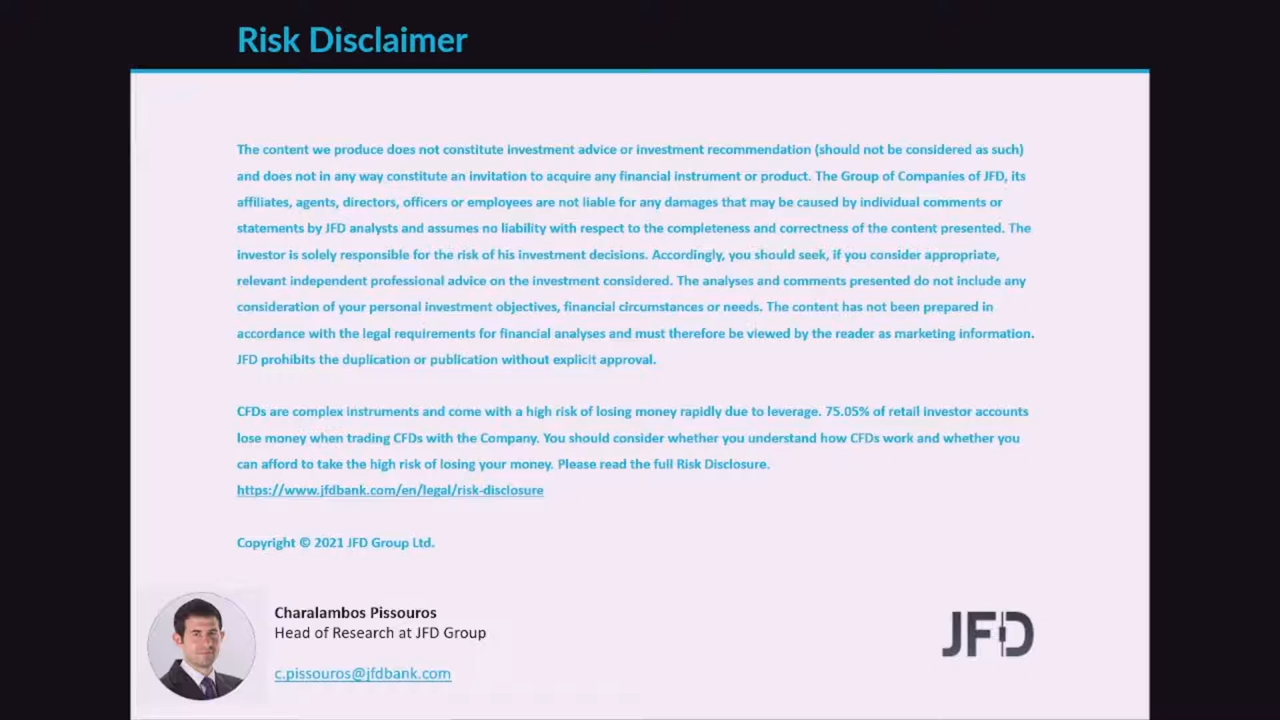 Risk Disclaimer
The content we produce does not constitute investment advice or investment recommendation (should not be considered as such)
and does not in any way constitute an invitation to acquire any financial instrument or product. The Group of Companies of JFD, its
affiliates, agents, directors, officers or employees are not liable for any damages that may be caused by individual comments or
statements by JFD analysts and assumes no liability with respect to the completeness and correctness of the content presented. The
investor is solely responsible for the risk of his investment decisions. Accordingly, you should seek, if you consider appropriate,
relevant independent professional advice on the investment considered. The analyses and comments presented do not include any
consideration of your personal investment objectives, financial circumstances or needs. The content has not been prepared in
accordance with the legal requirements for financial analyses and must therefore be viewed by the reader as marketing information.
JFD prohibits the duplication or publication without explicit approval.
CFDs are complex instruments and come with a high risk of losing money rapidly due to leverage. 75.05% of retail investor accounts
lose money when trading CFDs with the Company. You should consider whether you understand how CFDs work and whether you
can afford to take the high risk of losing your money. Please read the full Risk Disclosure.
https://www.jfdbank.com/en/legal/risk-disclosure
Copyright © 2021 JFD Group Ltd.
Charalambos Pissouros
Head of Research at JFD Group
c.pissouros@jfdbank.com
JFD